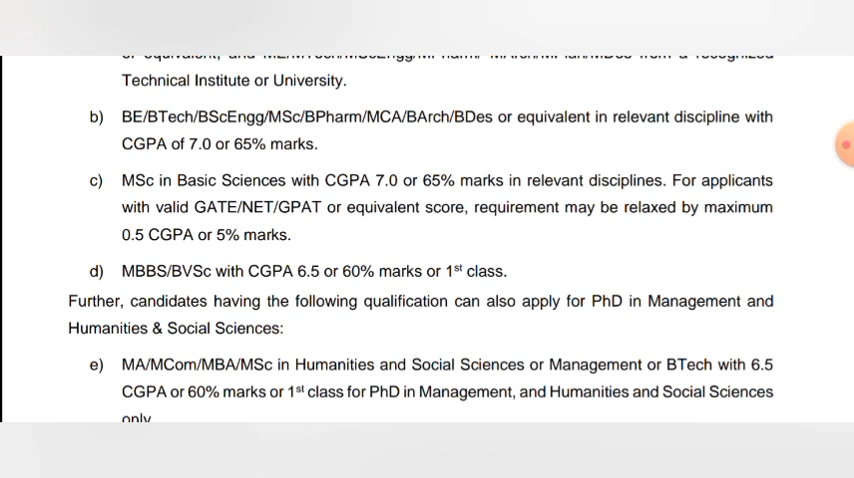 Technical Institute or University.
b) BE/BTech/BScEngg/MSc/BPharm/MCA/BArch/BDes or equivalent in relevant discipline with
CGPA of 7.0 or 65% marks.
c) MSc in Basic Sciences with CGPA 7.0 or 65% marks in relevant disciplines. For applicants
with valid GATE/NET/GPAT or equivalent score, requirement may be relaxed by maximum
0.5 CGPA or 5% marks.
d) MBBS/BVSc with CGPA 6.5 or 60% marks or 1st class.
Further, candidates having the following qualification can also apply for PhD in Management and
Humanities & Social Sciences:
e) MA/MCom/MBA/MSc in Humanities and Social Sciences or Management or BTech with 6.5
CGPA or 60% marks or 1st class for PhD in Management, and Humanities and Social Sciences
only